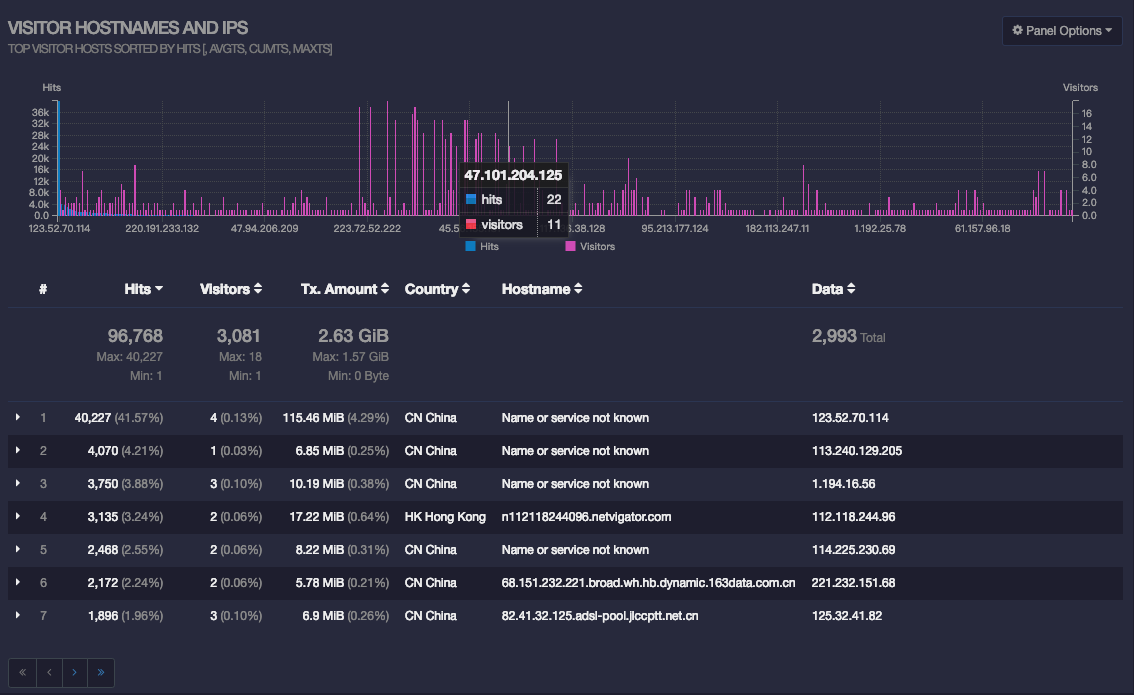 VISITOR HOSTNAMES AND IPS
Panel Options
TOP VISITOR HOSTS SORTED BY HITS [, AVGTS, CUMTS, MAXTS]
Hits Visitors
36k 16
32k 14
28k 12
24k 10
20k 8.0
16k 6.0
12k 4.0
8.0k 2.0
4.0k 0.0
0.0
47.101.204.125
hits 22
visitors 11
123.52.70.114 220.191.233.132 47.94.206.209 223.72.52.222 45.5 5.38.128 95.213.177.124 182.113.247.11 1.192.25.78 61.157.96.18
Hits Visitors
# Hits Visitors Tx. Amount Country Hostname Data
96,768 3,081 2.63 GiB 2,993 Total
Max: 40,227 Max: 18 Max: 1.57 GiB
Min: 1 Min: 1 Min: 0 Byte
1 40,227 (41.57%) 4 (0.13%) 115.46 MiB (4.29%) CN China Name or service not known 123.52.70.114
2 4,070 (4.21%) 1 (0.03%) 6.85 MiB (0.25%) CN China Name or service not known 113.240.129.205
3 3,750 (3.88%) 3 (0.10%) 10.19 MiB (0.38%) CN China Name or service not known 1.194.16.56
4 3,135 (3.24%) 2 (0.06%) 17.22 MiB (0.64%) HK Hong Kong n112118244096.netvigator.com 112.118.244.96
5 2,468 (2.55%) 2 (0.06%) 8.22 MiB (0.31%) CN China Name or service not known 114.225.230.69
6 2,172 (2.24%) 2 (0.06%) 5.78 MiB (0.21%) CN China 68.151.232.221.broad.wh.hb.dynamic.163data.com.cn 221.232.151.68
7 1,896 (1.96%) 3 (0.10%) 6.9 MiB (0.26%) CN China 82.41.32.125.adsl-pool.jlccptt.net.cn 125.32.41.82
« ‹ › »